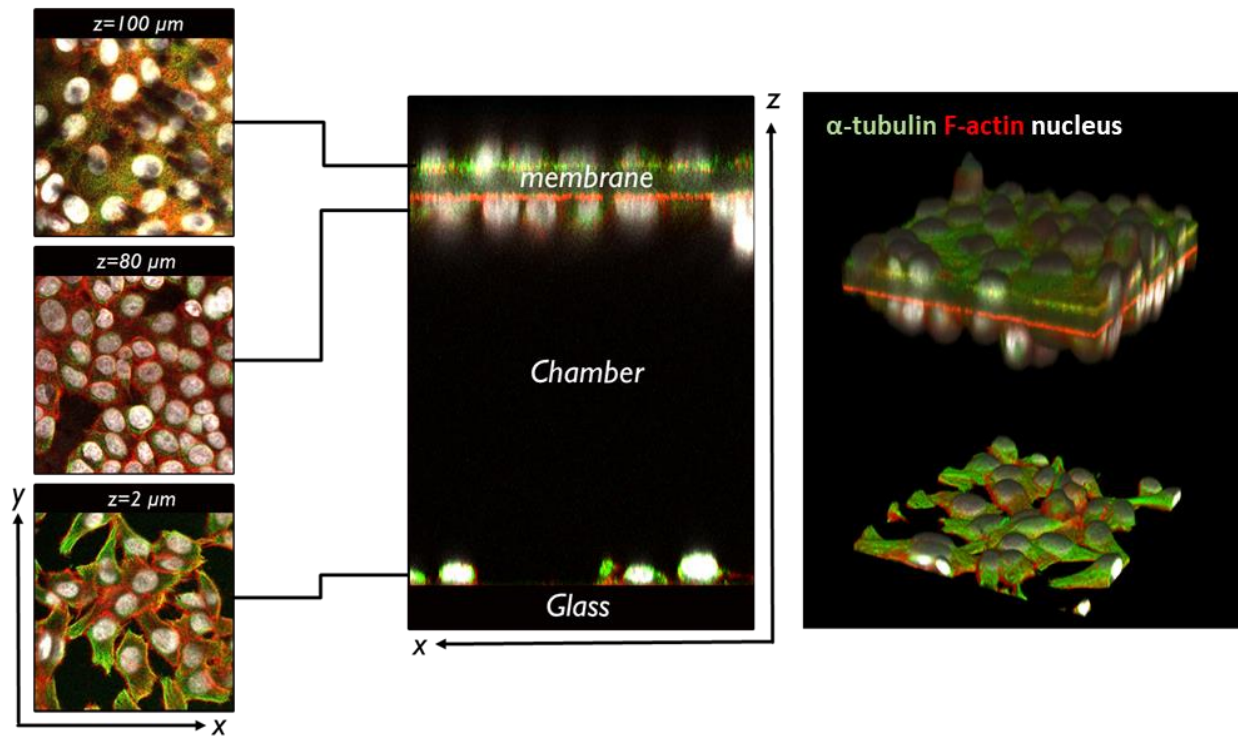 z=100 µm
z=80 µm
z=2 µm
y
x
membrane
Chamber
Glass
z
x
α-tubulin F-actin nucleus